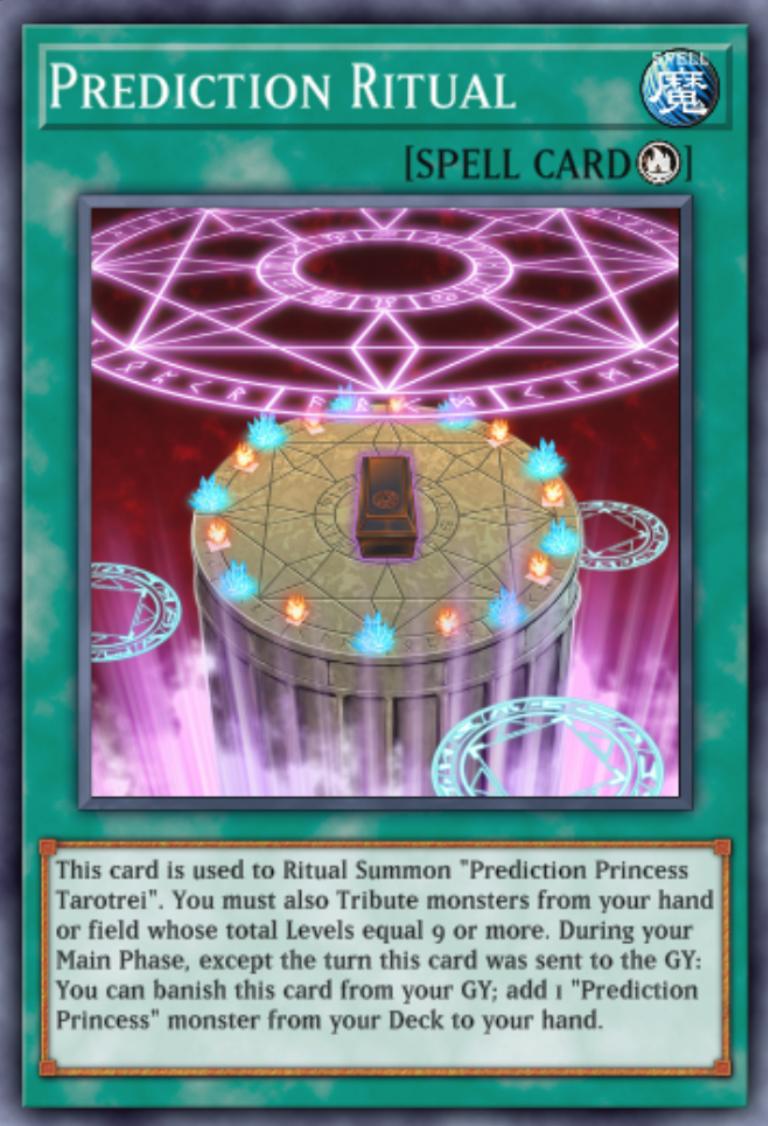 PREDICTION RITUAL
SPELL
魔
[SPELL CARD]
This card is used to Ritual Summon "Prediction Princess
Tarotrei". You must also Tribute monsters from your hand
or field whose total Levels equal 9 or more. During your
Main Phase, except the turn this card was sent to the GY:
You can banish this card from your GY; add 1 "Prediction
Princess" monster from your Deck to your hand.